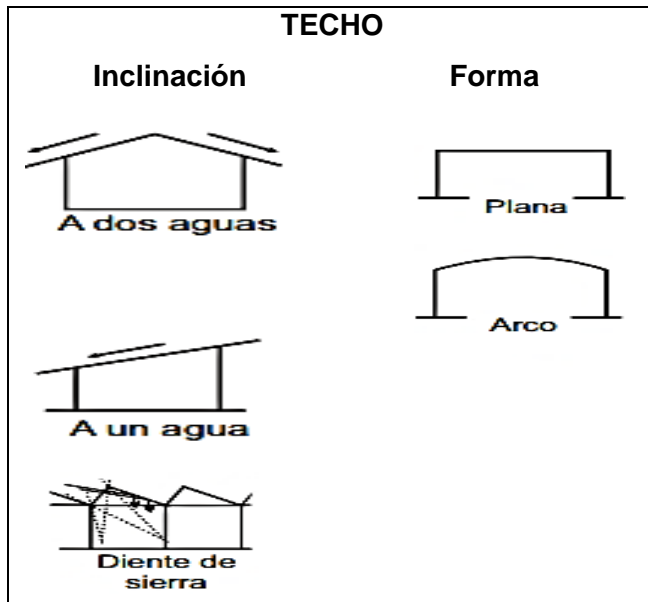 TECHO
Inclinación
Forma
A dos aguas
A un agua
Diente de
sierra
Plana
Arco